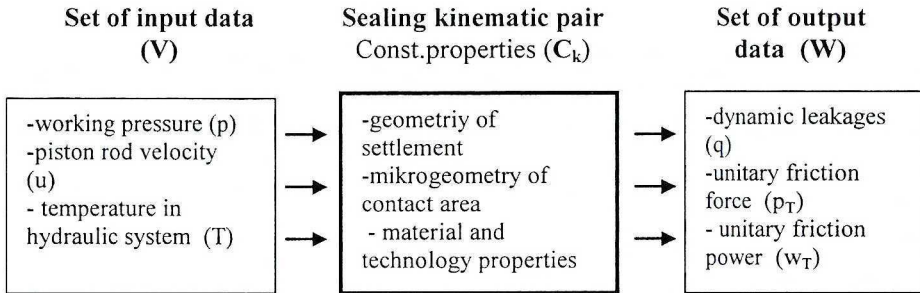 Set of input data
(V)
Sealing kinematic pair
Const.properties (Cₖ)
Set of output
data (W)
-working pressure (p)
-piston rod velocity
(u)
- temperature in
hydraulic system (T)
-geometriy of
settlement
-mikrogeometry of
contact area
- material and
technology properties
-dynamic leakages
(q)
-unitary friction
force (p_T)
- unitary friction
power (w_T)